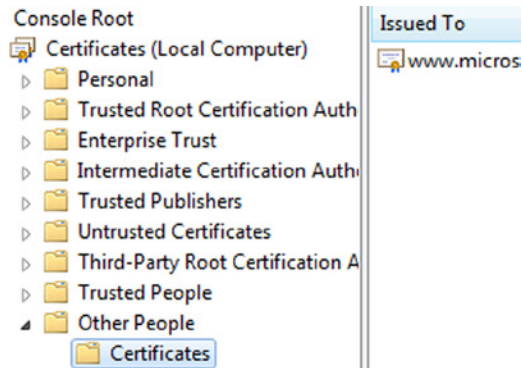 Console Root
Certificates (Local Computer)
Personal
Trusted Root Certification Auth
Enterprise Trust
Intermediate Certification Auth
Trusted Publishers
Untrusted Certificates
Third-Party Root Certification A
Trusted People
Other People
Certificates
Issued To
www.micros